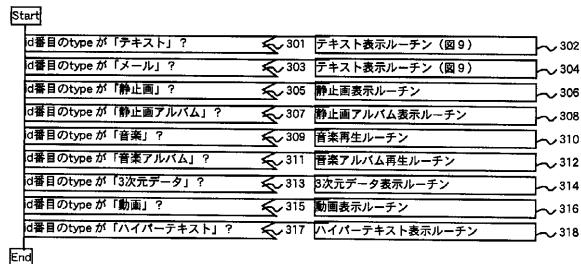 Start
id番目のtypeが「テキスト」？ 301 テキスト表示ルーチン（図９） 302
id番目のtypeが「メール」？ 303 テキスト表示ルーチン（図９） 304
id番目のtypeが「静止画」？ 305 静止画表示ルーチン 306
id番目のtypeが「静止画アルバム」？ 307 静止画アルバム表示ルーチン 308
id番目のtypeが「音楽」？ 309 音楽再生ルーチン 310
id番目のtypeが「音楽アルバム」？ 311 音楽アルバム再生ルーチン 312
id番目のtypeが「3次元データ」？ 313 3次元データ表示ルーチン 314
id番目のtypeが「動画」？ 315 動画表示ルーチン 316
id番目のtypeが「ハイパーテキスト」？ 317 ハイパーテキスト表示ルーチン 318
End